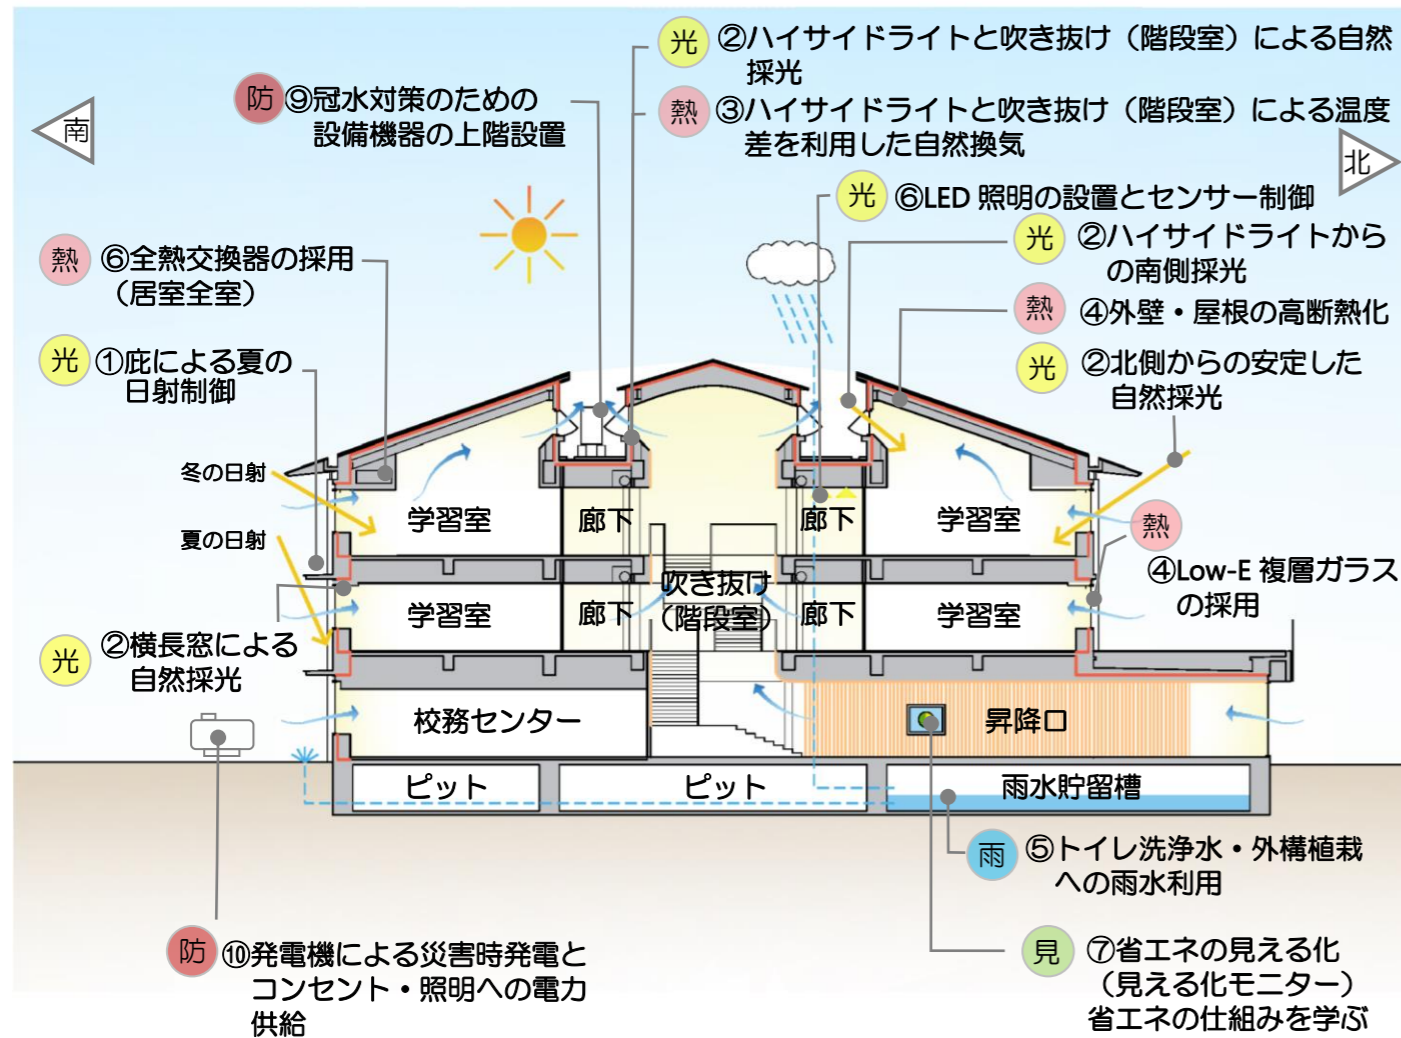 光 ②ハイサイドライトと吹き抜け（階段室）による自然
採光
防 ⑨冠水対策のための
設備機器の上階設置
熱 ③ハイサイドライトと吹き抜け（階段室）による温度
差を利用した自然換気
南
北
光 ⑥LED 照明の設置とセンサー制御
光 ②ハイサイドライトから
の南側採光
熱 ⑥全熱交換器の採用
（居室全室）
熱 ④外壁・屋根の高断熱化
光 ①庇による夏の
日射制御
光 ②北側からの安定した
自然採光
冬の日射
夏の日射
学習室 廊下 廊下 学習室
熱 ④Low-E 複層ガラス
の採用
吹き抜け
（階段室）
学習室 廊下 廊下 学習室
光 ②横長窓による
自然採光
校務センター 昇降口
ピット ピット 雨水貯留槽
雨 ⑤トイレ洗浄水・外構植栽
への雨水利用
防 ⑩発電機による災害時発電と
コンセント・照明への電力
供給
見 ⑦省エネの見える化
（見える化モニター）
省エネの仕組みを学ぶ